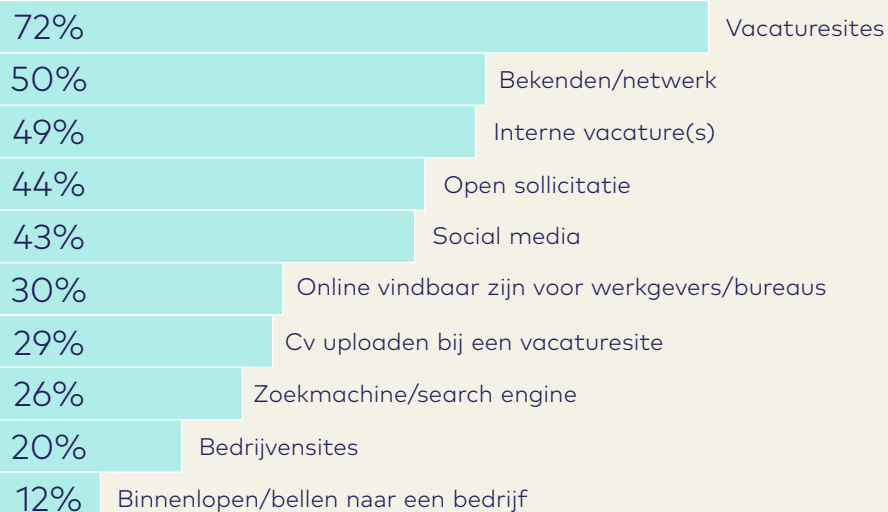 72% Vacaturesites
50% Bekenden/netwerk
49% Interne vacature(s)
44% Open sollicitatie
43% Social media
30% Online vindbaar zijn voor werkgevers/bureaus
29% Cv uploaden bij een vacaturesite
26% Zoekmachine/search engine
20% Bedrijvensites
12% Binnenlopen/bellen naar een bedrijf